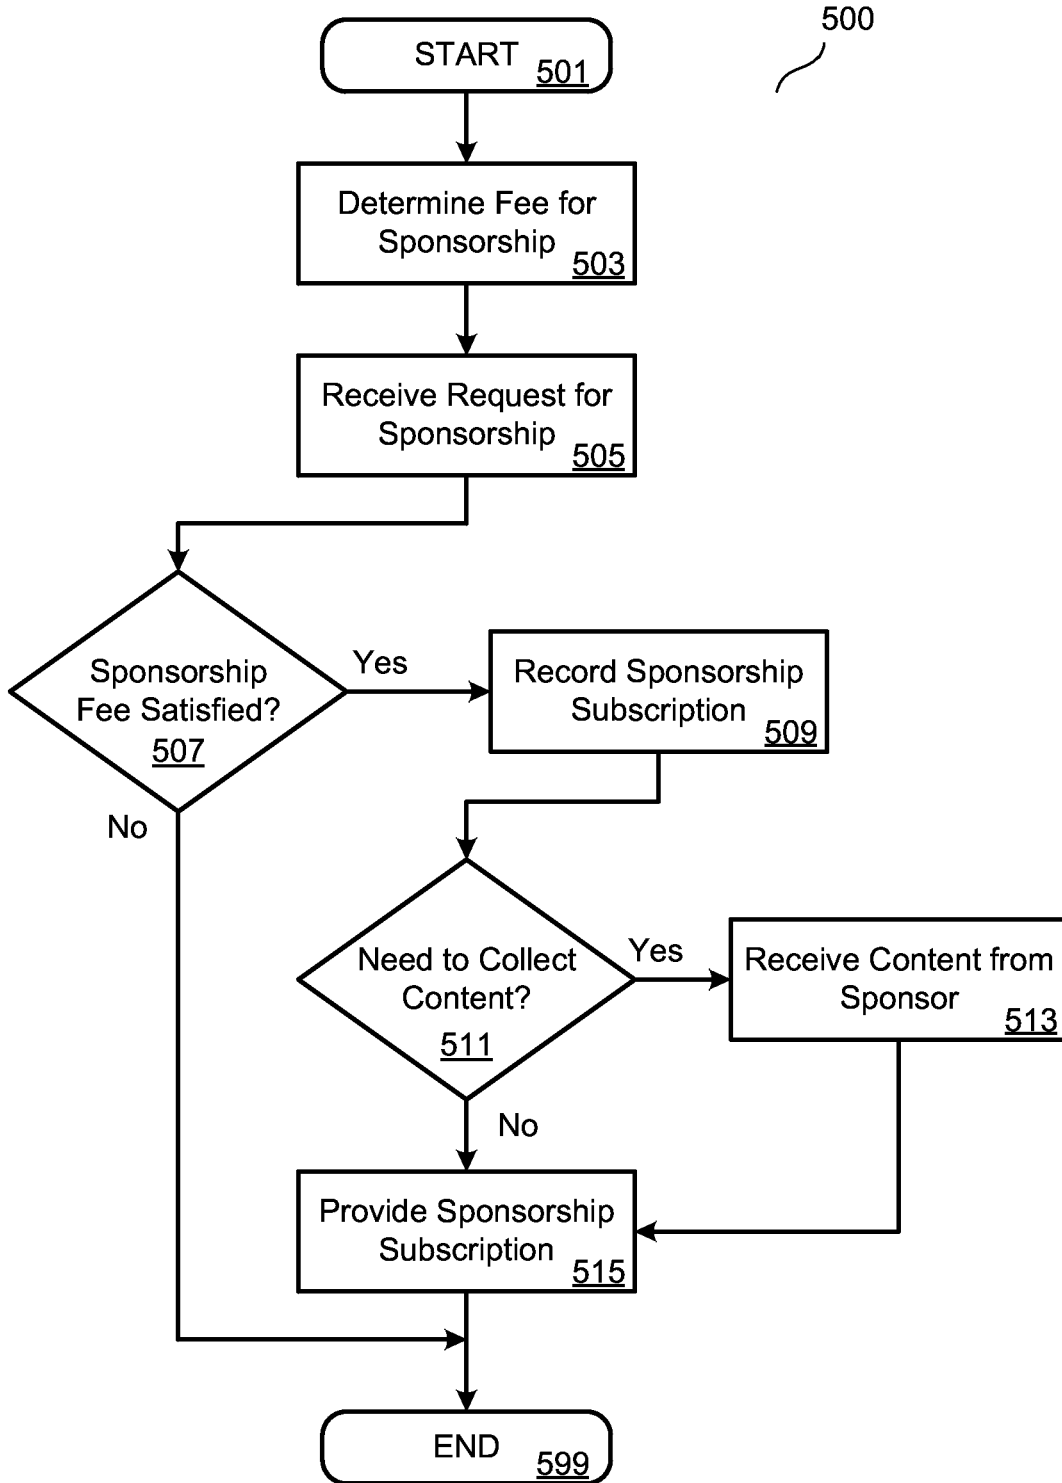 500
START
501
Determine Fee for
Sponsorship
503
Receive Request for
Sponsorship
505
Sponsorship
Fee Satisfied?
507
Yes
No
Record Sponsorship
Subscription
509
Need to Collect
Content?
511
Yes
No
Receive Content from
Sponsor
513
Provide Sponsorship
Subscription
515
END
599